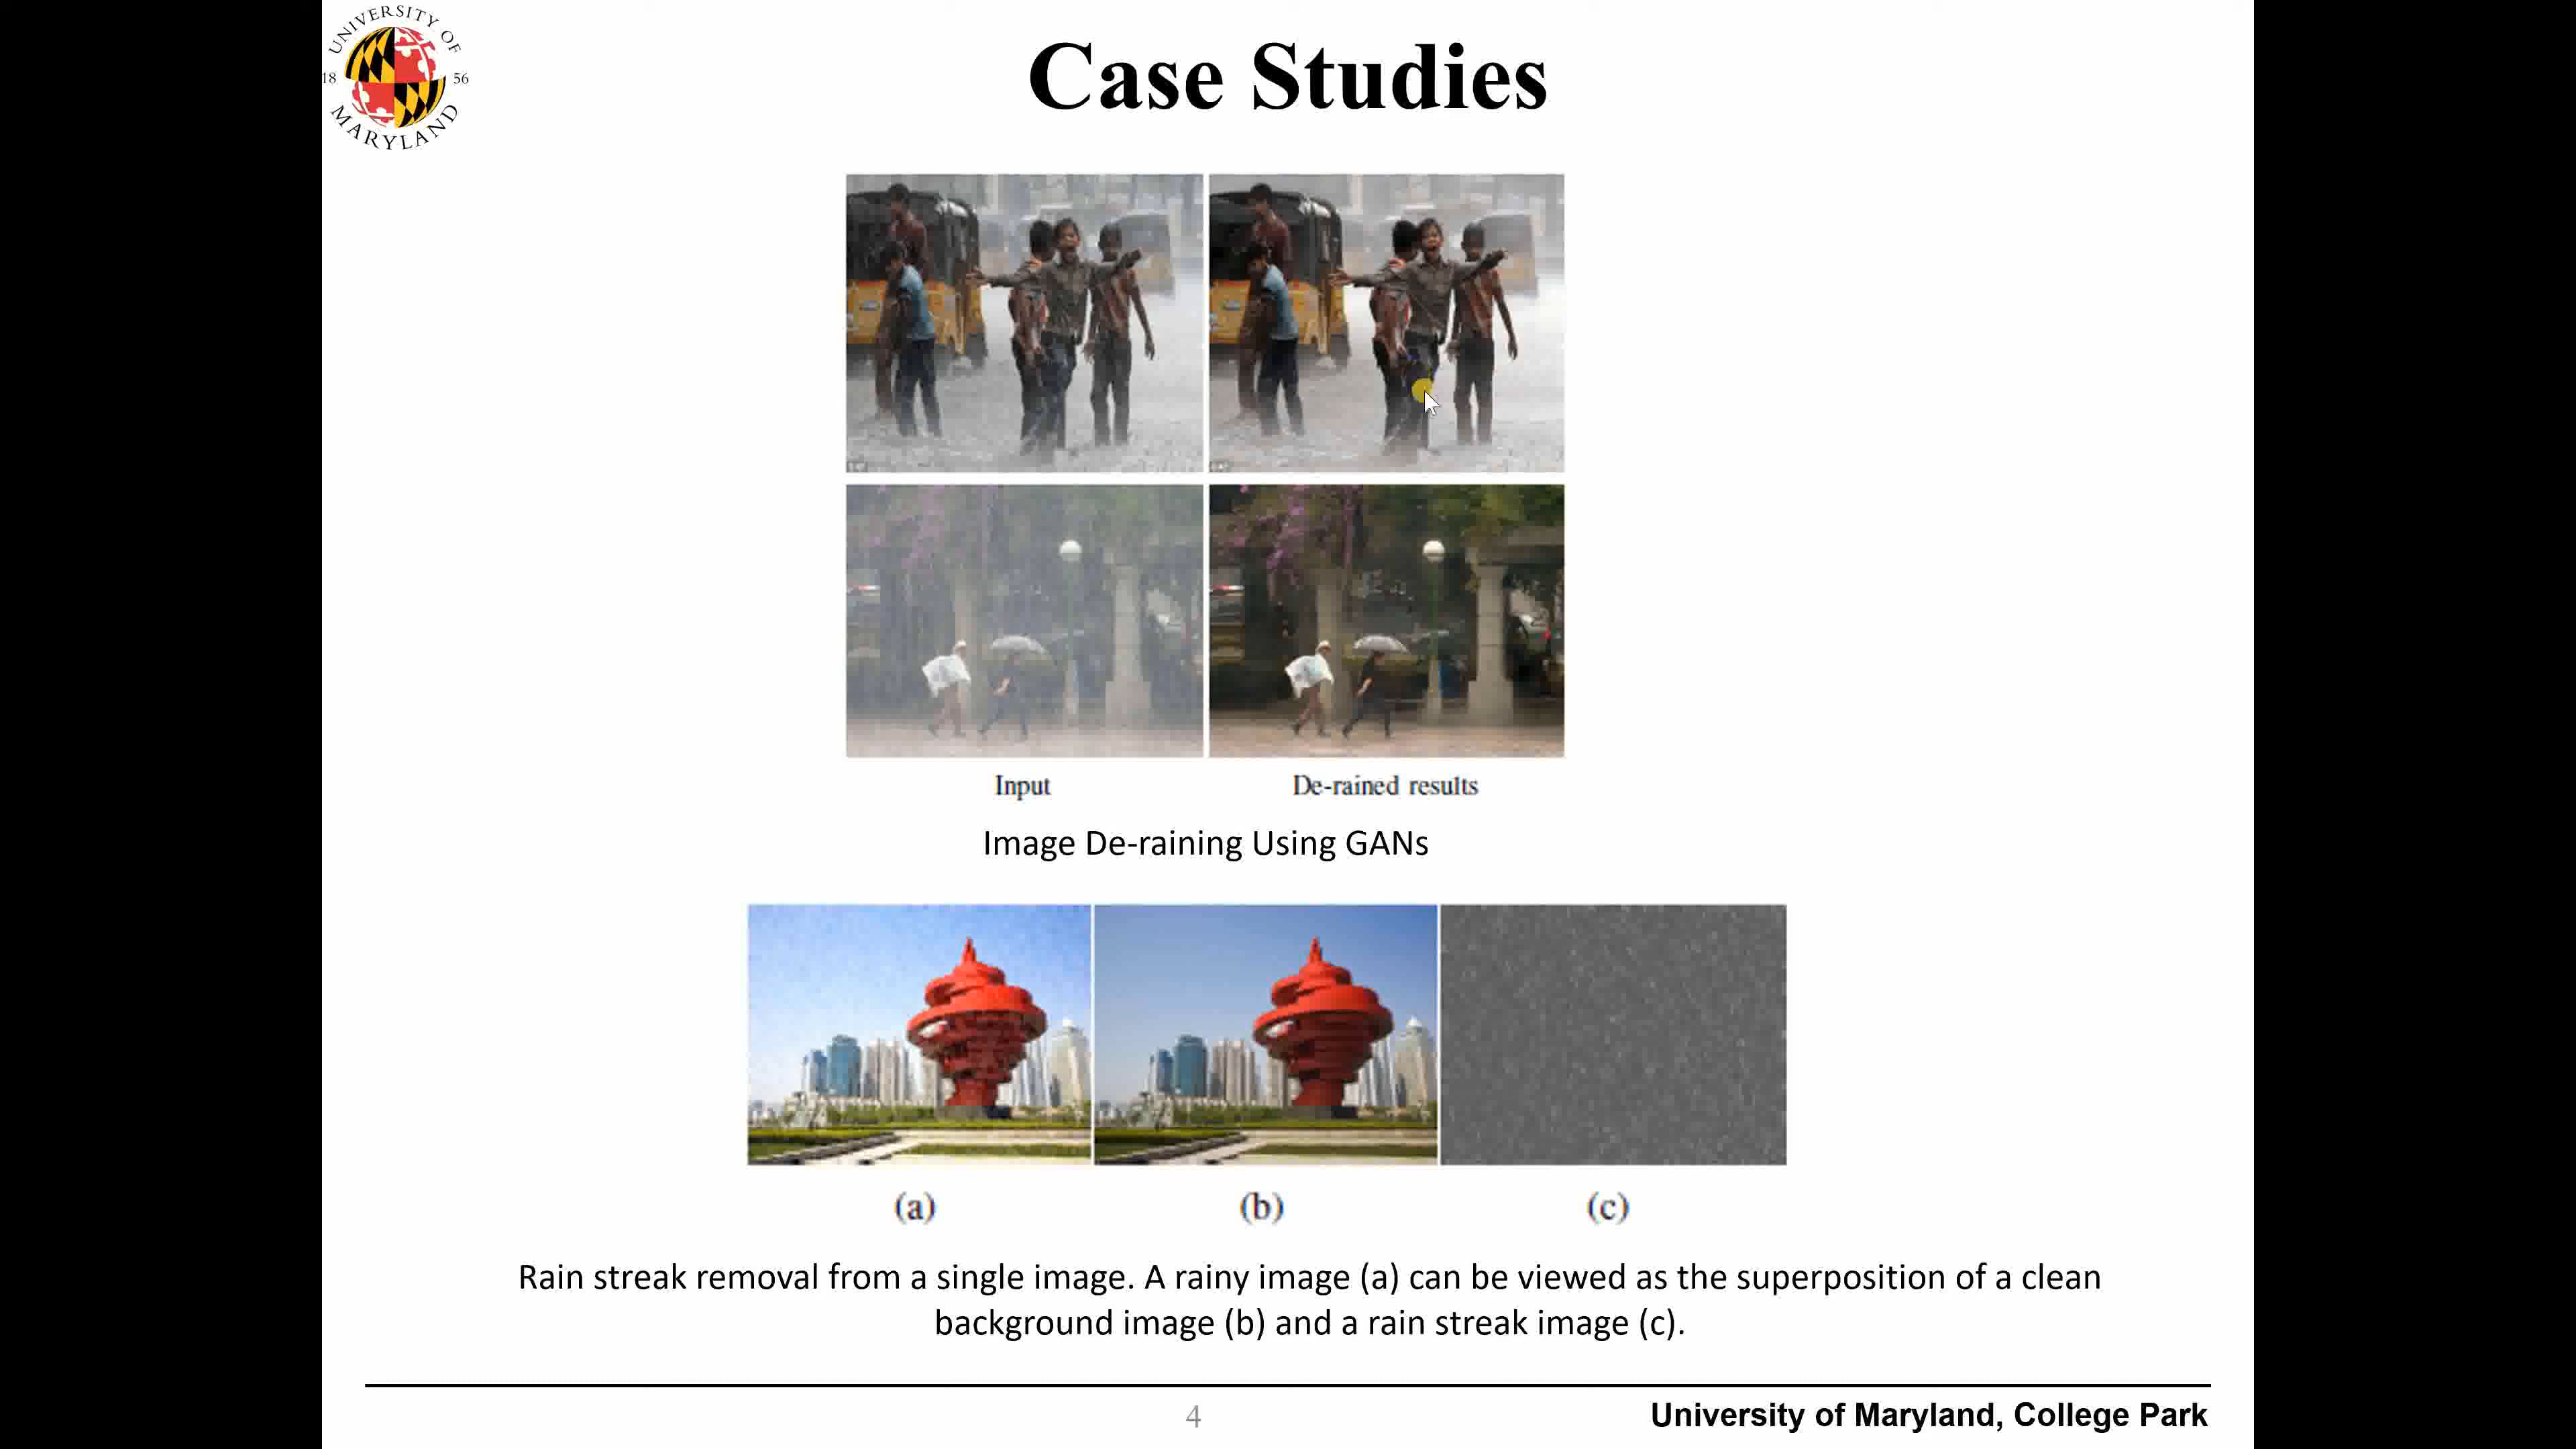 UNIVERSITY OF
18 56
MARYLAND
Case Studies
Input De-rained results
Image De-raining Using GANs
(a) (b) (c)
Rain streak removal from a single image. A rainy image (a) can be viewed as the superposition of a clean
background image (b) and a rain streak image (c).
4 University of Maryland, College Park